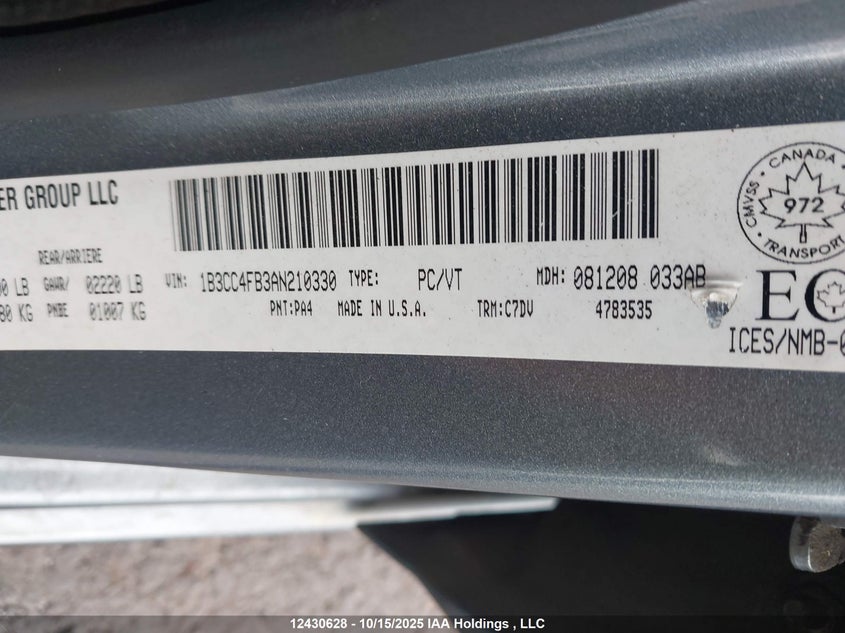 ER GROUP LLC
REAR/ARRIERE
0 LB GAWR/ 02220 LB
80 KG PNBE 01007 KG
VIN: 1B3CC4FB3AN210330 TYPE: PC/VT MDH: 081208 033AB
PNT:PA4 MADE IN U.S.A. TRM:C7DV 4783535
CANADA
CMVSS
972
TRANSPORT
EC
ICES/NMB-0
12430628 - 10/15/2025 IAA Holdings , LLC